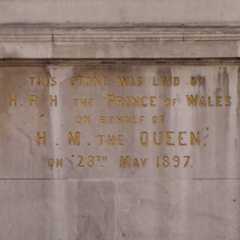 THIS STONE WAS LAID BY
H.R.H. THE PRINCE OF WALES
ON BEHALF OF
H.M. THE QUEEN,
ON 28TH MAY 1897.